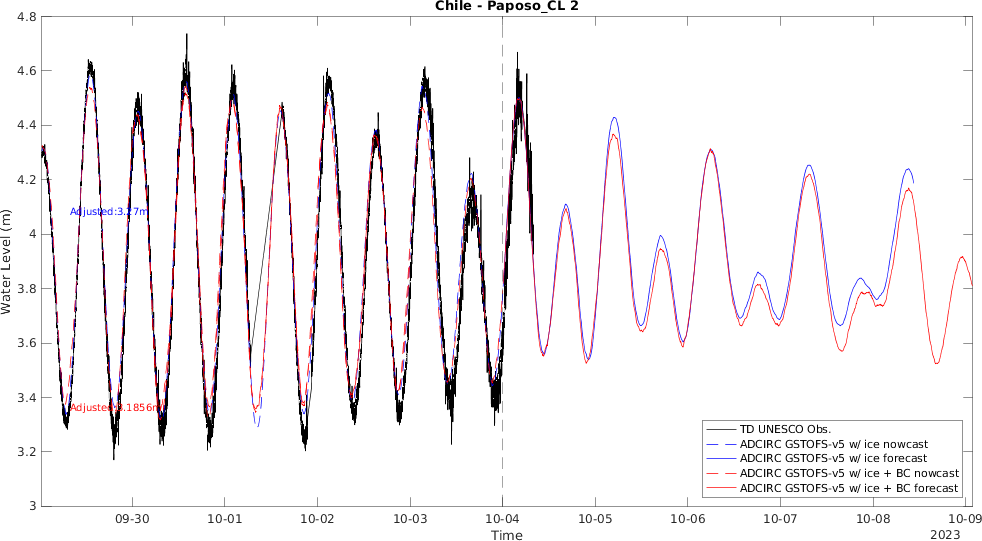 Chile - Paposo_CL 2
Water Level (m)
4.8
4.6
4.4
4.2
4
3.8
3.6
3.4
3.2
3
Adjusted:3.27m
Adjusted:3.1856m
TD UNESCO Obs.
ADCIRC GSTOFS-v5 w/ ice nowcast
ADCIRC GSTOFS-v5 w/ ice forecast
ADCIRC GSTOFS-v5 w/ ice + BC nowcast
ADCIRC GSTOFS-v5 w/ ice + BC forecast
09-30 10-01 10-02 10-03 10-04 10-05 10-06 10-07 10-08 10-09
Time
2023